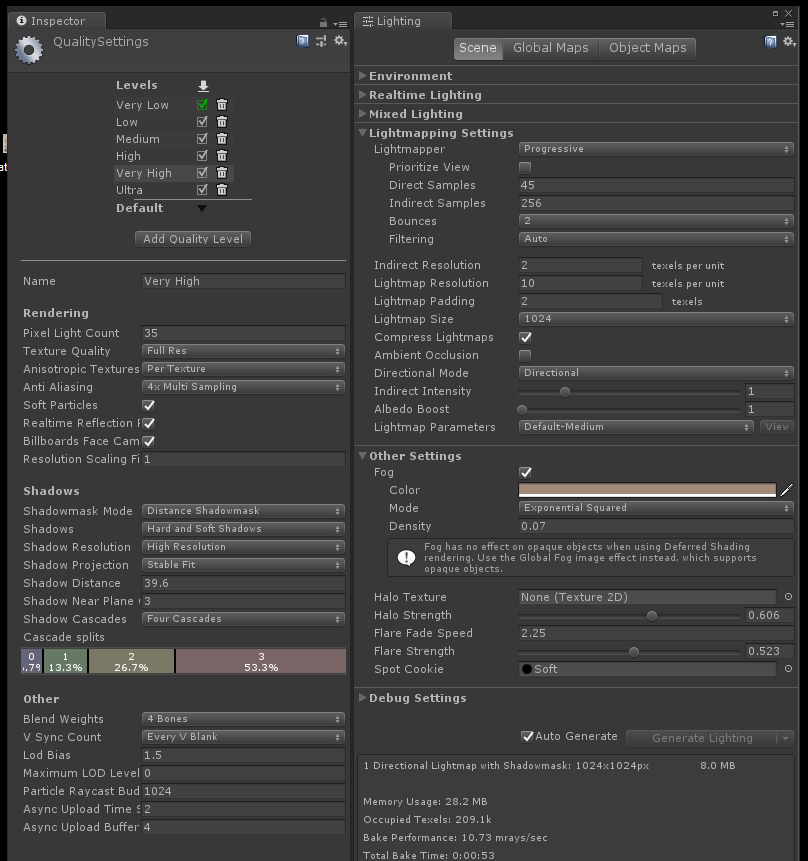 Inspector
QualitySettings
Levels
Very Low
Low
Medium
High
Very High
Ultra
Default
Add Quality Level
Name Very High
Rendering
Pixel Light Count 35
Texture Quality Full Res
Anisotropic Textures Per Texture
Anti Aliasing 4x Multi Sampling
Soft Particles
Realtime Reflection P
Billboards Face Cam
Resolution Scaling Fi 1
Shadows
Shadowmask Mode Distance Shadowmask
Shadows Hard and Soft Shadows
Shadow Resolution High Resolution
Shadow Projection Stable Fit
Shadow Distance 39.6
Shadow Near Plane 3
Shadow Cascades Four Cascades
Cascade splits
0 1 2 3
.7% 13.3% 26.7% 53.3%
Other
Blend Weights 4 Bones
V Sync Count Every V Blank
Lod Bias 1.5
Maximum LOD Level 0
Particle Raycast Bud 1024
Async Upload Time S 2
Async Upload Buffer 4
Lighting
Scene Global Maps Object Maps
Environment
Realtime Lighting
Mixed Lighting
Lightmapping Settings
Lightmapper Progressive
Prioritize View
Direct Samples 45
Indirect Samples 256
Bounces 2
Filtering Auto
Indirect Resolution 2 texels per unit
Lightmap Resolution 10 texels per unit
Lightmap Padding 2 texels
Lightmap Size 1024
Compress Lightmaps
Ambient Occlusion
Directional Mode Directional
Indirect Intensity 1
Albedo Boost 1
Lightmap Parameters Default-Medium View
Other Settings
Fog
Color
Mode Exponential Squared
Density 0.07
Fog has no effect on opaque objects when using Deferred Shading
rendering. Use the Global Fog image effect instead, which supports
opaque objects.
Halo Texture None (Texture 2D)
Halo Strength 0.606
Flare Fade Speed 2.25
Flare Strength 0.523
Spot Cookie Soft
Debug Settings
Auto Generate Generate Lighting
1 Directional Lightmap with Shadowmask: 1024x1024px 8.0 MB
Memory Usage: 28.2 MB
Occupied Texels: 209.1k
Bake Performance: 10.73 mrays/sec
Total Bake Time: 0:00:53